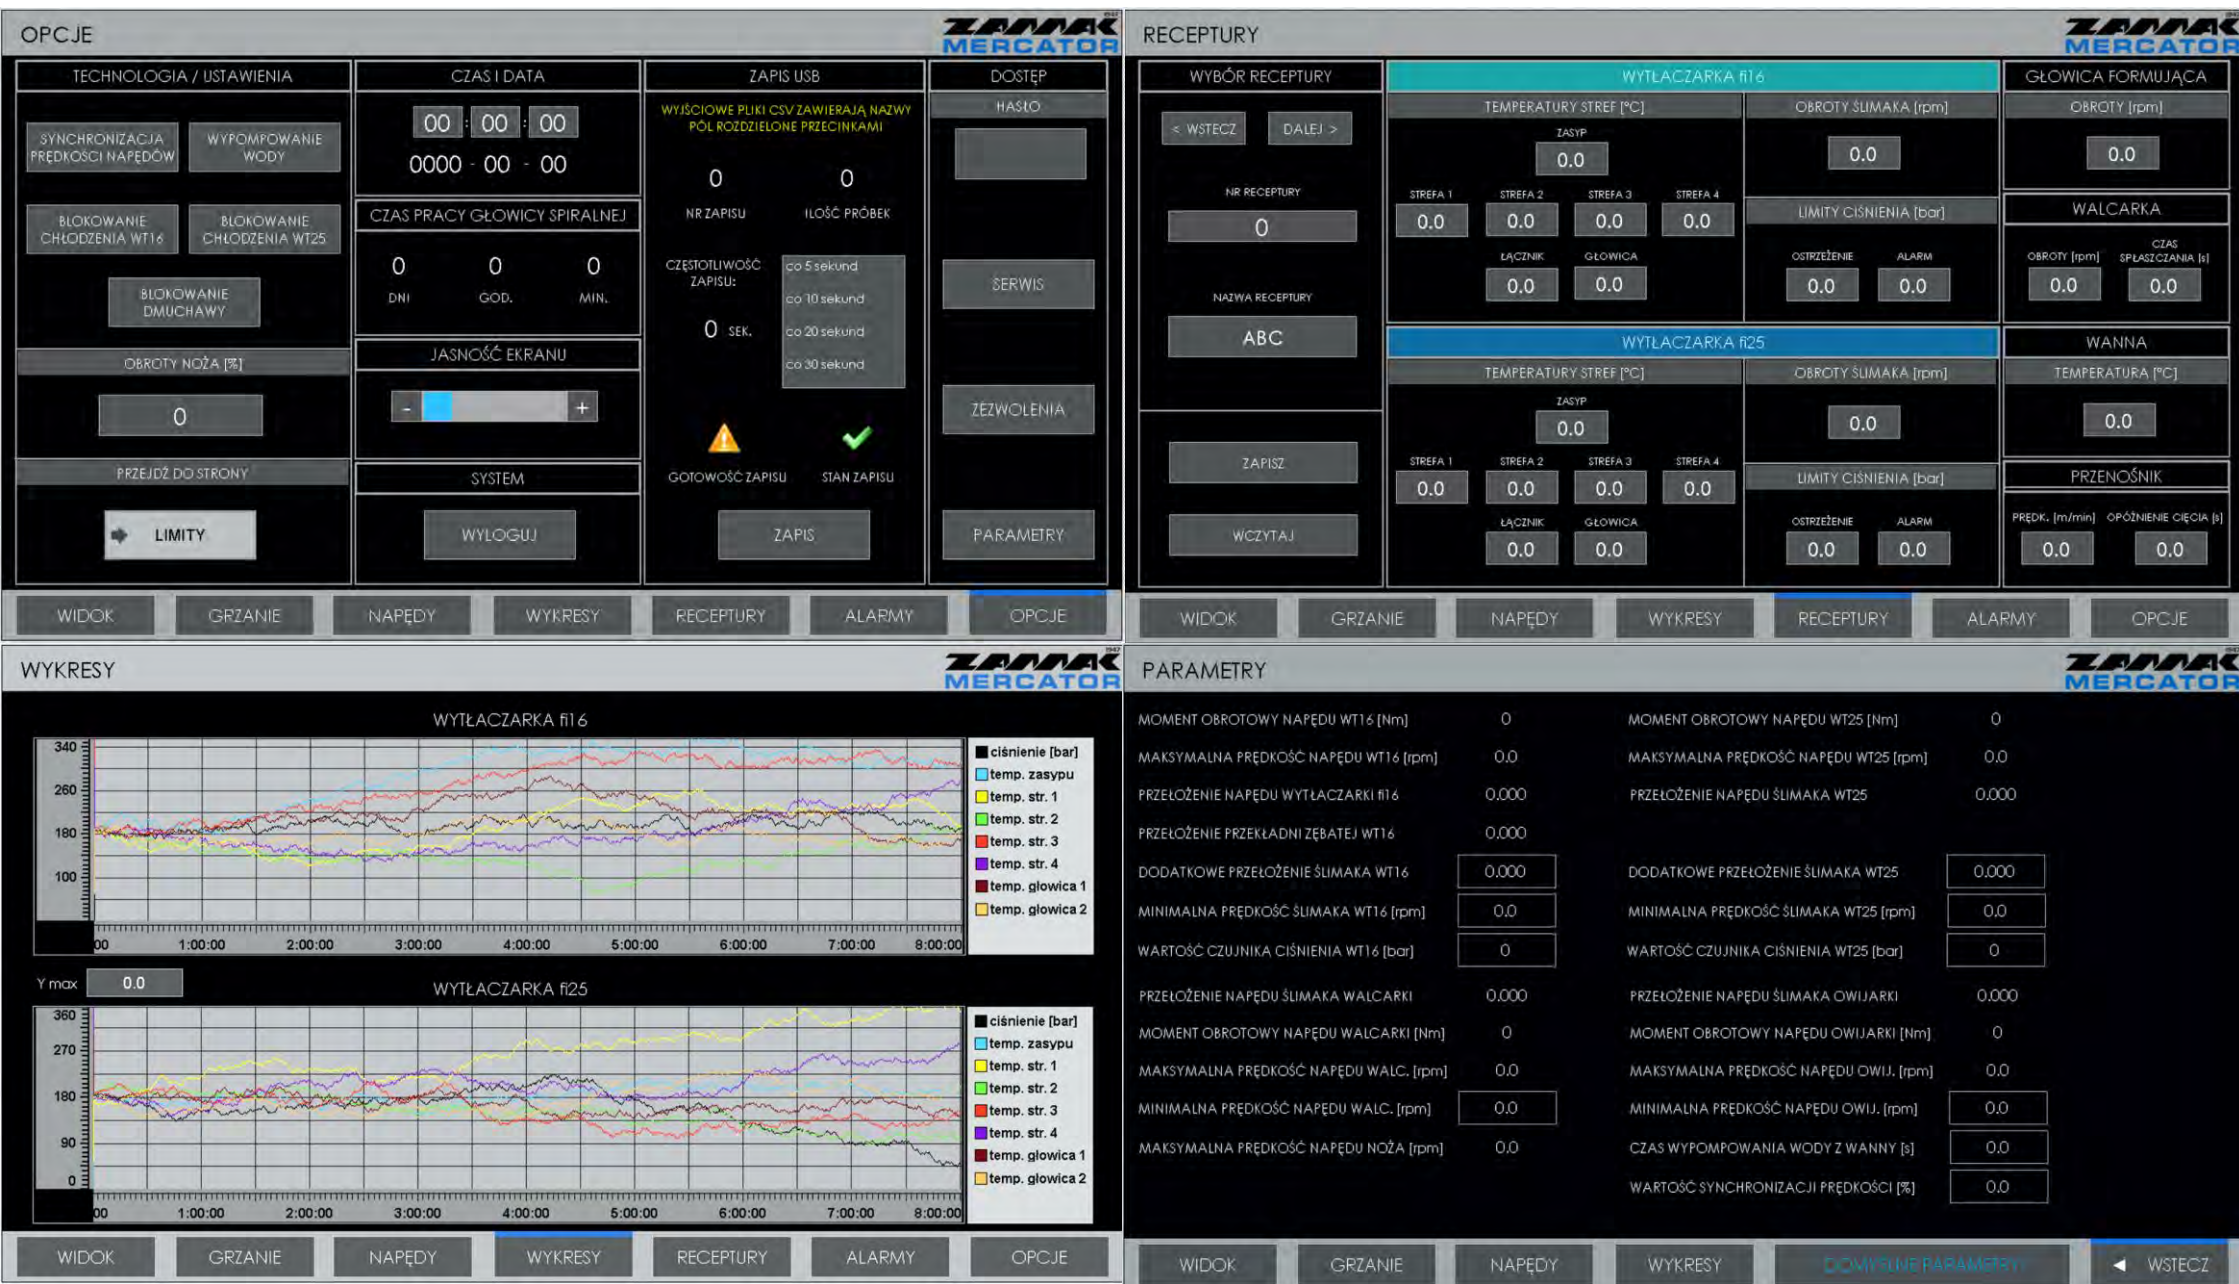 OPCJE
1947
ZAMAK
MERCATOR
TECHNOLOGIA / USTAWIENIA
SYNCHRONIZACJA
PRĘDKOŚCI NAPĘDÓW
WYPOMPOWANIE
WODY
BLOKOWANIE
CHŁODZENIA WT16
BLOKOWANIE
CHŁODZENIA WT25
BLOKOWANIE
DMUCHAWY
OBROTY NOŻA [%]
0
PRZEJDŹ DO STRONY
LIMITY
CZAS I DATA
00 : 00 : 00
0000 - 00 - 00
CZAS PRACY GŁOWICY SPIRALNEJ
0 0 0
DNI GOD. MIN.
JASNOŚĆ EKRANU
- +
SYSTEM
WYLOGUJ
ZAPIS USB
WYJŚCIOWE PLIKI CSV ZAWIERAJĄ NAZWY
PÓL ROZDZIELONE PRZECINKAMI
0 0
NR ZAPISU ILOŚĆ PRÓBEK
CZĘSTOTLIWOŚĆ
ZAPISU:
0 SEK.
co 5 sekund
co 10 sekund
co 20 sekund
co 30 sekund
GOTOWOŚĆ ZAPISU STAN ZAPISU
ZAPIS
DOSTĘP
HASŁO
SERWIS
ZEZWOLENIA
PARAMETRY
WIDOK GRZANIE NAPĘDY WYKRESY RECEPTURY ALARMY OPCJE
RECEPTURY
1947
ZAMAK
MERCATOR
WYBÓR RECEPTURY
< WSTECZ DALEJ >
NR RECEPTURY
0
NAZWA RECEPTURY
ABC
ZAPISZ
WCZYTAJ
WYTŁACZARKA fi16
TEMPERATURY STREF [°C]
ZASYP
0.0
STREFA 1 STREFA 2 STREFA 3 STREFA 4
0.0 0.0 0.0 0.0
ŁĄCZNIK GŁOWICA
0.0 0.0
OBROTY ŚLIMAKA [rpm]
0.0
LIMITY CIŚNIENIA [bar]
OSTRZEŻENIE ALARM
0.0 0.0
WYTŁACZARKA fi25
TEMPERATURY STREF [°C]
ZASYP
0.0
STREFA 1 STREFA 2 STREFA 3 STREFA 4
0.0 0.0 0.0 0.0
ŁĄCZNIK GŁOWICA
0.0 0.0
OBROTY ŚLIMAKA [rpm]
0.0
LIMITY CIŚNIENIA [bar]
OSTRZEŻENIE ALARM
0.0 0.0
GŁOWICA FORMUJĄCA
OBROTY [rpm]
0.0
WALCARKA
OBROTY [rpm] CZAS
SPŁASZCZANIA [s]
0.0 0.0
WANNA
TEMPERATURA [°C]
0.0
PRZENOŚNIK
PRĘDK. [m/min] OPÓŹNIENIE CIĘCIA [s]
0.0 0.0
WIDOK GRZANIE NAPĘDY WYKRESY RECEPTURY ALARMY OPCJE
WYKRESY
1947
ZAMAK
MERCATOR
WYTŁACZARKA fi16
340
260
180
100
00 1:00:00 2:00:00 3:00:00 4:00:00 5:00:00 6:00:00 7:00:00 8:00:00
ciśnienie [bar]
temp. zasypu
temp. str. 1
temp. str. 2
temp. str. 3
temp. str. 4
temp. głowica 1
temp. głowica 2
Y max 0.0
WYTŁACZARKA fi25
360
270
180
90
0
00 1:00:00 2:00:00 3:00:00 4:00:00 5:00:00 6:00:00 7:00:00 8:00:00
ciśnienie [bar]
temp. zasypu
temp. str. 1
temp. str. 2
temp. str. 3
temp. str. 4
temp. głowica 1
temp. głowica 2
WIDOK GRZANIE NAPĘDY WYKRESY RECEPTURY ALARMY OPCJE
PARAMETRY
1947
ZAMAK
MERCATOR
MOMENT OBROTOWY NAPĘDU WT16 [Nm] 0 MOMENT OBROTOWY NAPĘDU WT25 [Nm] 0
MAKSYMALNA PRĘDKOŚĆ NAPĘDU WT16 [rpm] 0.0 MAKSYMALNA PRĘDKOŚĆ NAPĘDU WT25 [rpm] 0.0
PRZEŁOŻENIE NAPĘDU WYTŁACZARKI fi16 0.000 PRZEŁOŻENIE NAPĘDU ŚLIMAKA WT25 0.000
PRZEŁOŻENIE PRZEKŁADNI ZĘBATEJ WT16 0.000
DODATKOWE PRZEŁOŻENIE ŚLIMAKA WT16 0.000 DODATKOWE PRZEŁOŻENIE ŚLIMAKA WT25 0.000
MINIMALNA PRĘDKOŚĆ ŚLIMAKA WT16 [rpm] 0.0 MINIMALNA PRĘDKOŚĆ ŚLIMAKA WT25 [rpm] 0.0
WARTOŚĆ CZUJNIKA CIŚNIENIA WT16 [bar] 0 WARTOŚĆ CZUJNIKA CIŚNIENIA WT25 [bar] 0
PRZEŁOŻENIE NAPĘDU ŚLIMAKA WALCARKI 0.000 PRZEŁOŻENIE NAPĘDU ŚLIMAKA OWIJARKI 0.000
MOMENT OBROTOWY NAPĘDU WALCARKI [Nm] 0 MOMENT OBROTOWY NAPĘDU OWIJARKI [Nm] 0
MAKSYMALNA PRĘDKOŚĆ NAPĘDU WALC. [rpm] 0.0 MAKSYMALNA PRĘDKOŚĆ NAPĘDU OWIJ. [rpm] 0.0
MINIMALNA PRĘDKOŚĆ NAPĘDU WALC. [rpm] 0.0 MINIMALNA PRĘDKOŚĆ NAPĘDU OWIJ. [rpm] 0.0
MAKSYMALNA PRĘDKOŚĆ NAPĘDU NOŻA [rpm] 0.0 CZAS WYPOMPOWANIA WODY Z WANNY [s] 0.0
WARTOŚĆ SYNCHRONIZACJI PRĘDKOŚCI [%] 0.0
WIDOK GRZANIE NAPĘDY WYKRESY DOMYŚLNE PARAMETRY WSTECZ